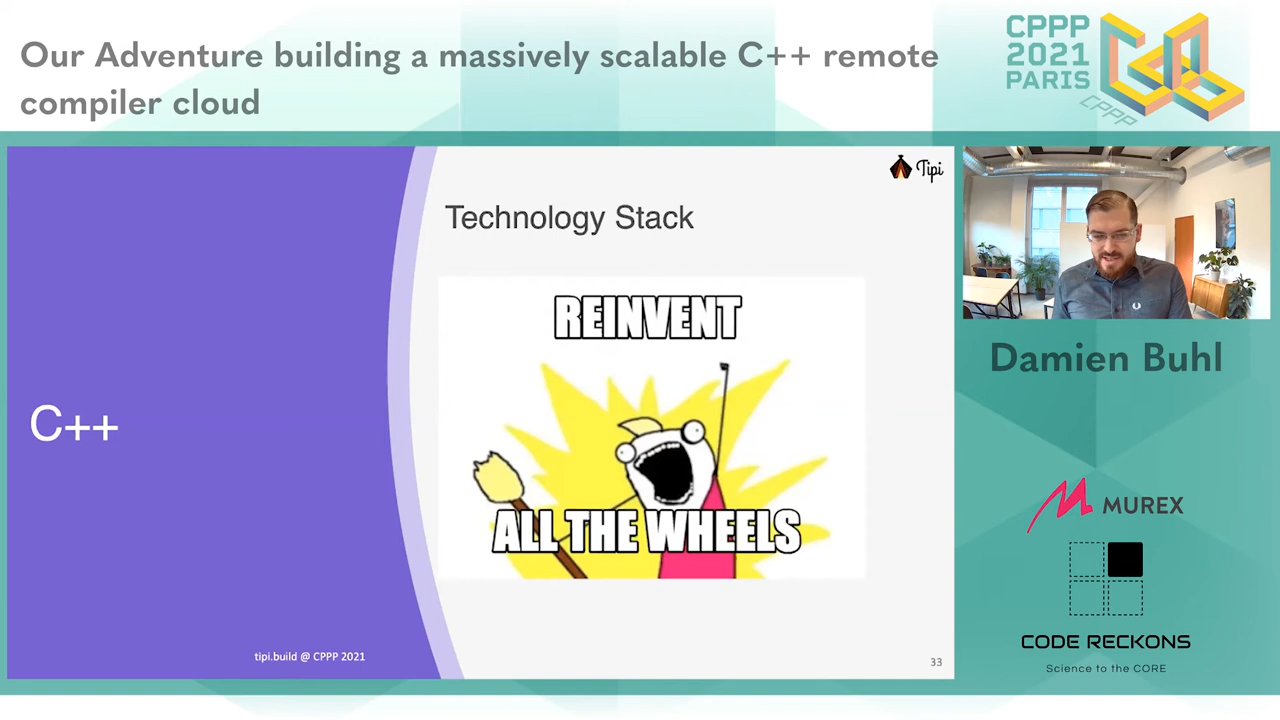 Our Adventure building a massively scalable C++ remote
compiler cloud
CPPP
2021
PARIS
CPPP
Tipi
Technology Stack
REINVENT
ALL THE WHEELS
C++
tipi.build @ CPPP 2021
33
Damien Buhl
MUREX
CODE RECKONS
Science to the CORE